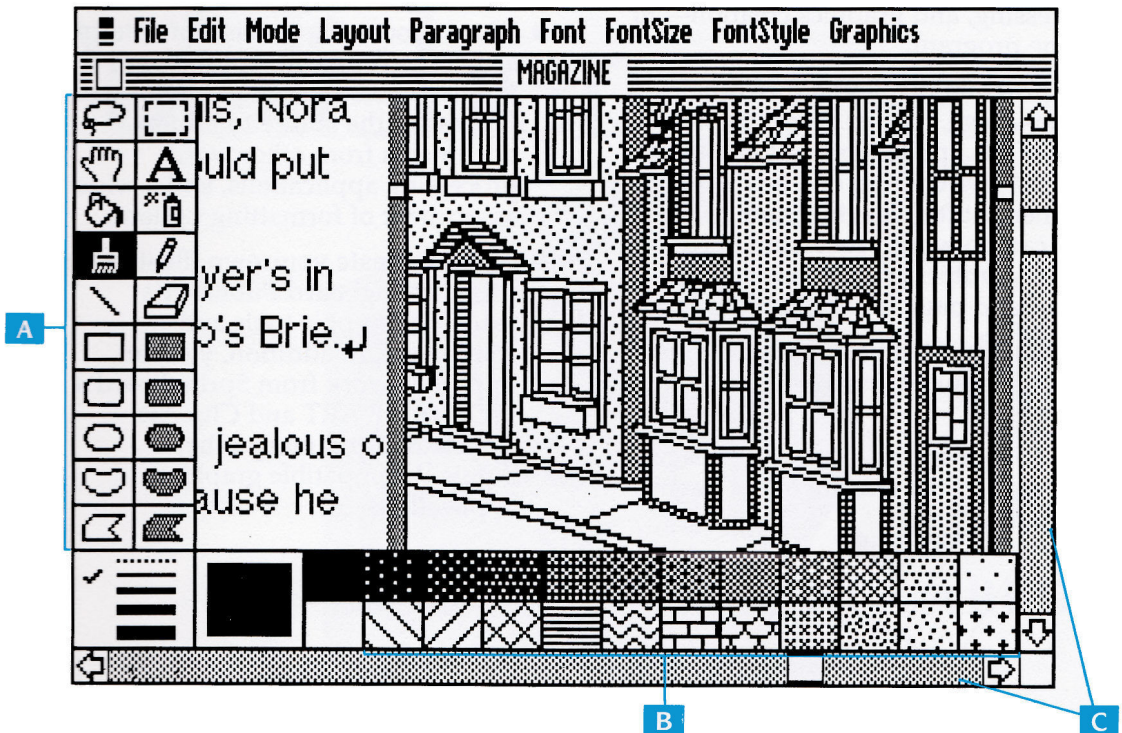 File Edit Mode Layout Paragraph Font FontSize FontStyle Graphics
MAGAZINE
is, Nora
A
uld put
yer's in
o's Brie.
jealous o
ause he
A
B
C